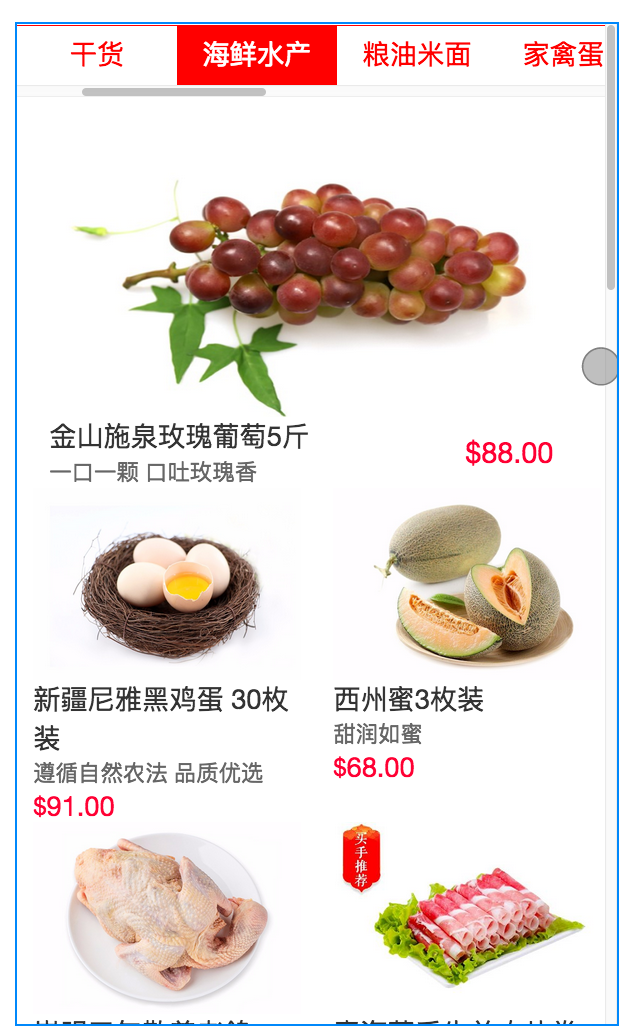 干货
海鲜水产
粮油米面
家禽蛋
金山施泉玫瑰葡萄5斤
一口一颗 口吐玫瑰香
$88.00
新疆尼雅黑鸡蛋 30枚
装
遵循自然农法 品质优选
$91.00
西州蜜3枚装
甜润如蜜
$68.00
买手推荐